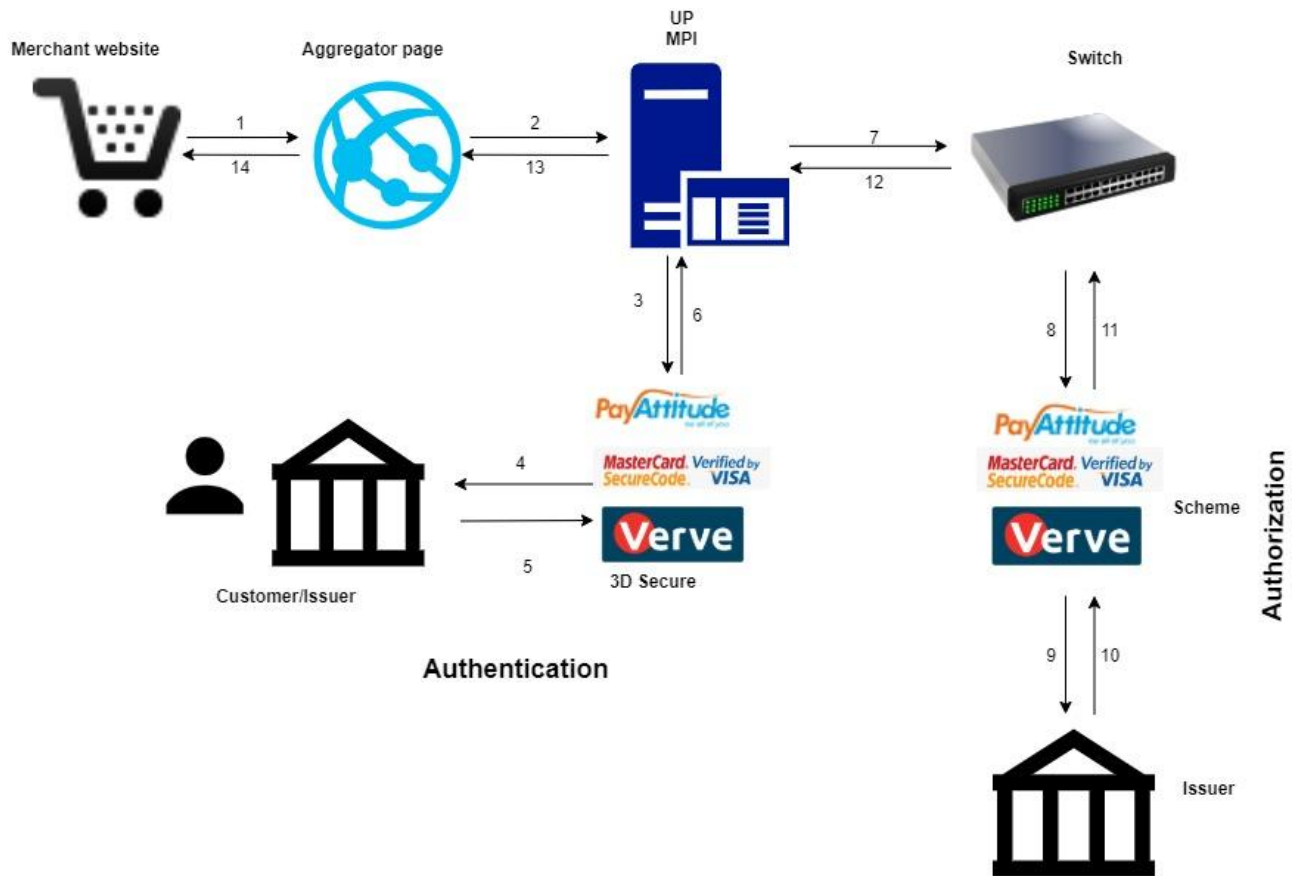 UP
MPI
Merchant website
Aggregator page
Switch
1
2
7
14
13
12
3
6
8
11
PayAttitude
PayAttitude
4
MasterCard. Verified by
SecureCode. VISA
MasterCard. Verified by
SecureCode. VISA
Scheme
Verve
Verve
5
3D Secure
Customer/Issuer
Authorization
Authentication
9
10
Issuer